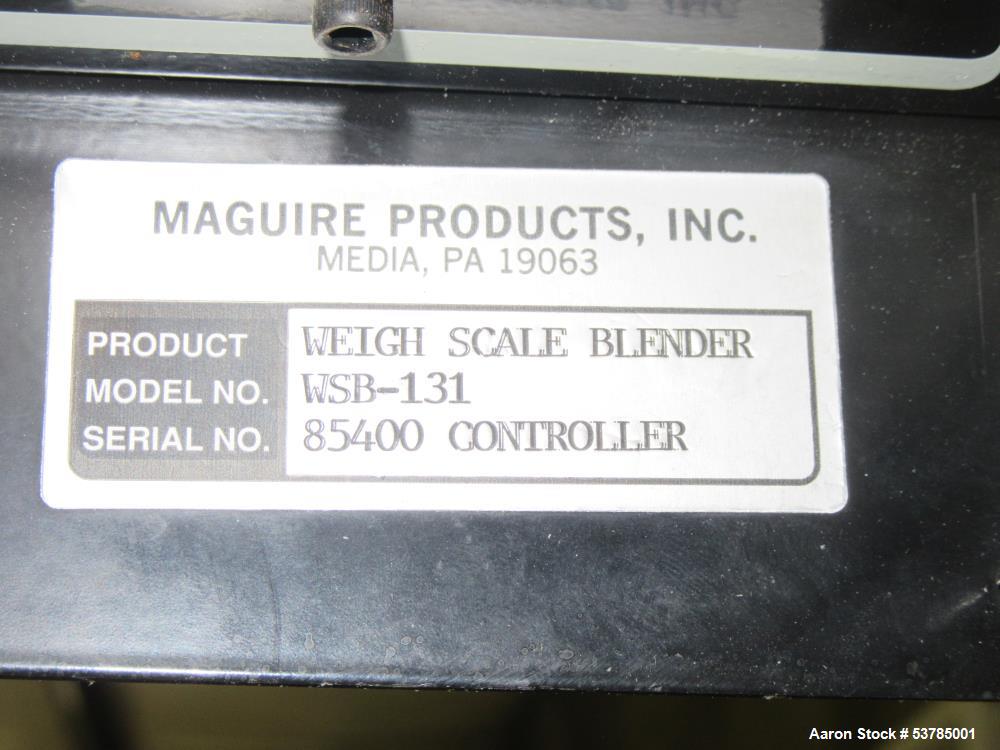 MAGUIRE PRODUCTS, INC.
MEDIA, PA 19063
PRODUCT WEIGH SCALE BLENDER
MODEL NO. WSB-131
SERIAL NO. 85400 CONTROLLER
Aaron Stock # 53785001